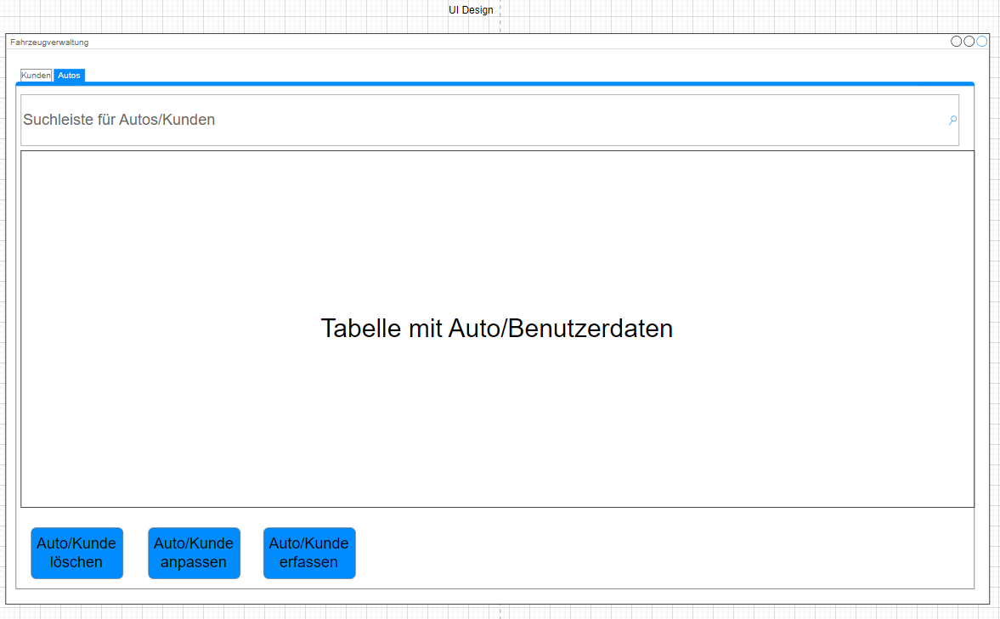 UI Design
Fahrzeugverwaltung
Kunden Autos
Suchleiste für Autos/Kunden
Tabelle mit Auto/Benutzerdaten
Auto/Kunde
löschen
Auto/Kunde
anpassen
Auto/Kunde
erfassen